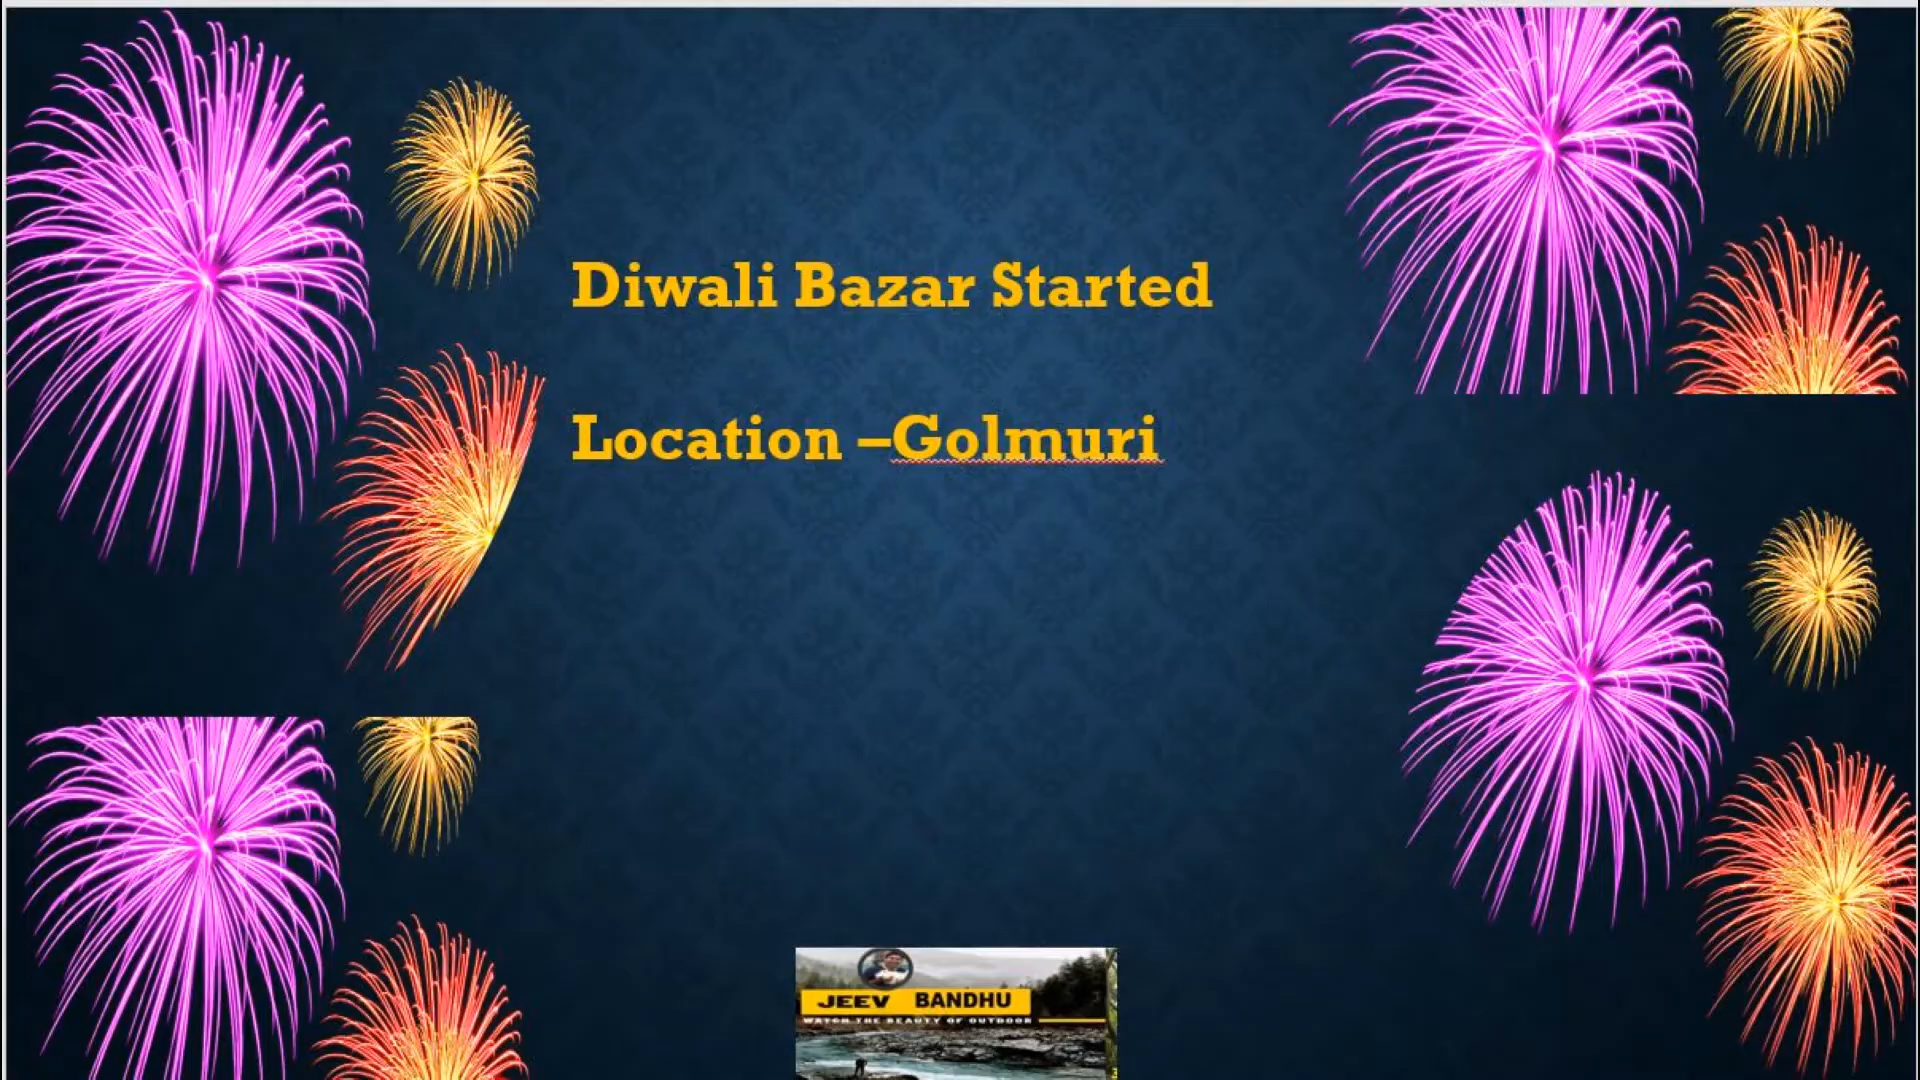 Diwali Bazar Started
Location –Golmuri
JEEV BANDHU
WATCH THE BEAUTY OF OUTDOOR